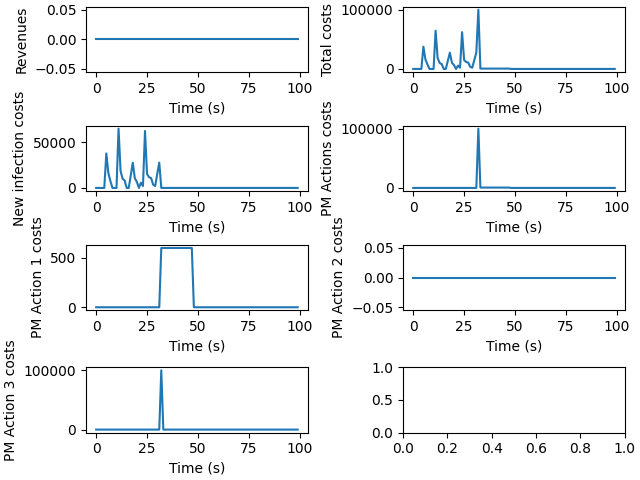 Revenues
0.05
0.00
−0.05
0 25 50 75 100
Time (s)
Total costs
100000
0
0 25 50 75 100
Time (s)
New infection costs
50000
0
0 25 50 75 100
Time (s)
PM Actions costs
100000
0
0 25 50 75 100
Time (s)
PM Action 1 costs
500
0
0 25 50 75 100
Time (s)
PM Action 2 costs
0.05
0.00
−0.05
0 25 50 75 100
Time (s)
PM Action 3 costs
100000
0
0 25 50 75 100
Time (s)
1.0
0.5
0.0
0.0 0.2 0.4 0.6 0.8 1.0